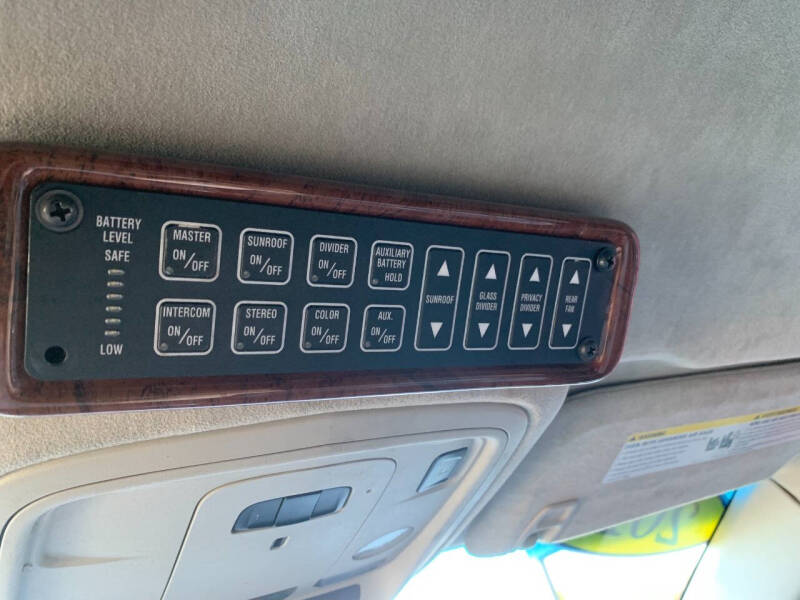 BATTERY
LEVEL
SAFE
LOW
MASTER
ON/OFF
SUNROOF
ON/OFF
DIVIDER
ON/OFF
AUXILIARY
BATTERY
HOLD
INTERCOM
ON/OFF
STEREO
ON/OFF
COLOR
ON/OFF
AUX.
ON/OFF
SUNROOF
GLASS
DIVIDER
PRIVACY
DIVIDER
REAR
FAN